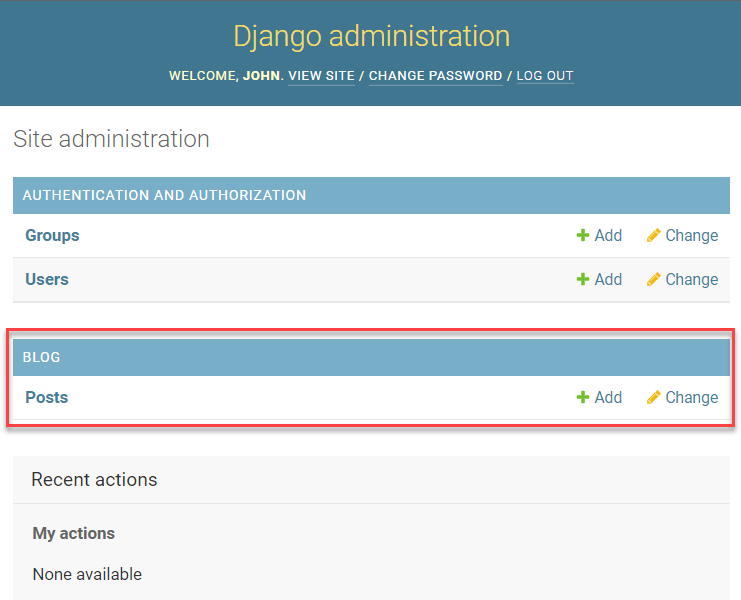 Django administration
WELCOME, JOHN. VIEW SITE / CHANGE PASSWORD / LOG OUT
Site administration
AUTHENTICATION AND AUTHORIZATION
Groups Add Change
Users Add Change
BLOG
Posts Add Change
Recent actions
My actions
None available